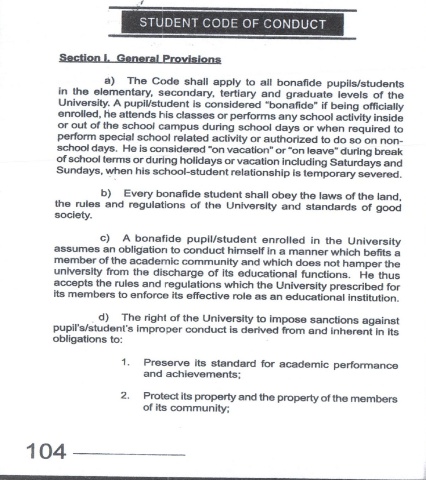 STUDENT CODE OF CONDUCT
Section I. General Provisions
a) The Code shall apply to all bonafide pupils/students
in the elementary, secondary, tertiary and graduate levels of the
University. A pupil/student is considered "bonafide" if being officially
enrolled, he attends his classes or performs any school activity inside
or out of the school campus during school days or when required to
perform special school related activity or authorized to do so on non-
school days. He is considered "on vacation" or "on leave" during break
of school terms or during holidays or vacation including Saturdays and
Sundays, when his school-student relationship is temporary severed.
b) Every bonafide student shall obey the laws of the land,
the rules and regulations of the University and standards of good
society.
c) A bonafide pupil/student enrolled in the University
assumes an obligation to conduct himself in a manner which befits a
member of the academic community and which does not hamper the
university from the discharge of its educational functions. He thus
accepts the rules and regulations which the University prescribed for
its members to enforce its effective role as an educational institution.
d) The right of the University to impose sanctions against
pupil's/student's improper conduct is derived from and inherent in its
obligations to:
1. Preserve its standard for academic performance
and achievements;
2. Protect its property and the property of the members
of its community;
104